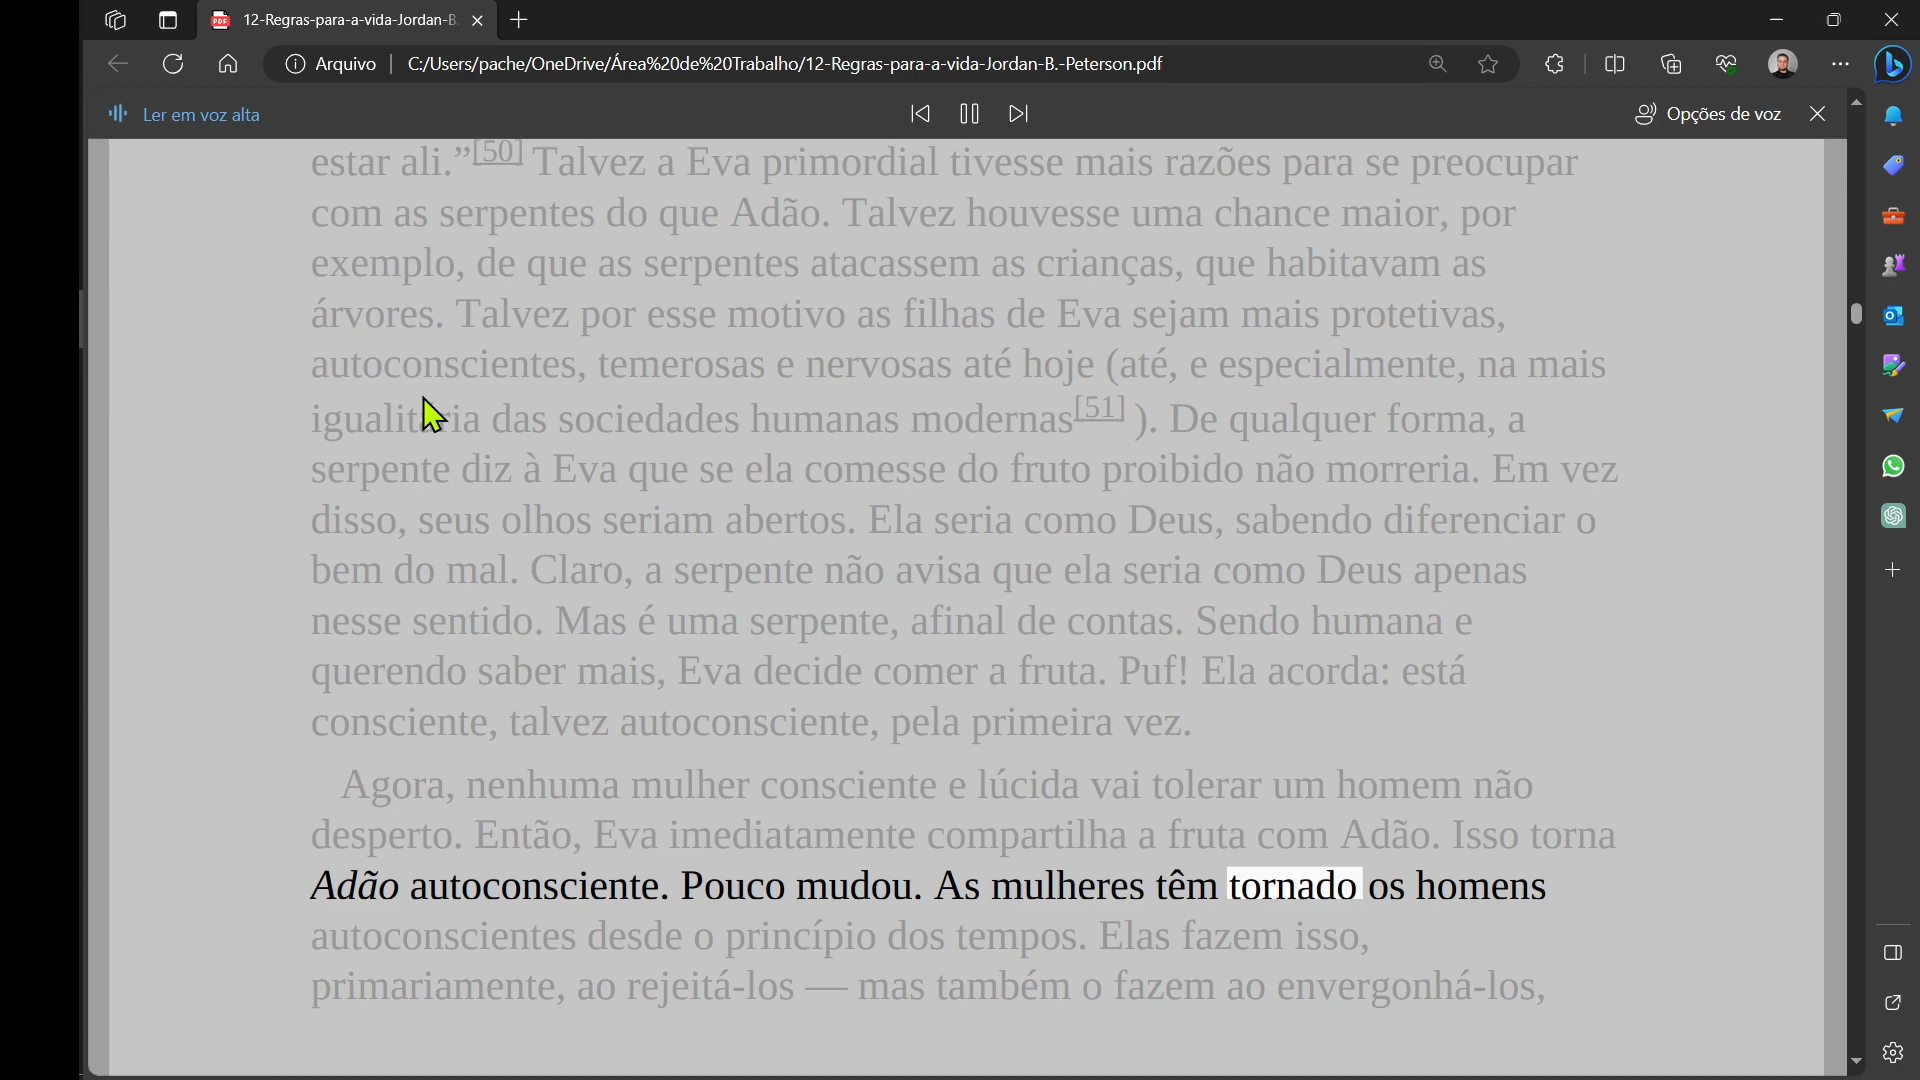 12-Regras-para-a-vida-Jordan-B.
Arquivo
C:/Users/pache/OneDrive/Área%20de%20Trabalho/12-Regras-para-a-vida-Jordan-B.-Peterson.pdf
Ler em voz alta
Opções de voz
estar ali.”[50] Talvez a Eva primordial tivesse mais razões para se preocupar
com as serpentes do que Adão. Talvez houvesse uma chance maior, por
exemplo, de que as serpentes atacassem as crianças, que habitavam as
árvores. Talvez por esse motivo as filhas de Eva sejam mais protetivas,
autoconscientes, temerosas e nervosas até hoje (até, e especialmente, na mais
igualitária das sociedades humanas modernas[51] ). De qualquer forma, a
serpente diz à Eva que se ela comesse do fruto proibido não morreria. Em vez
disso, seus olhos seriam abertos. Ela seria como Deus, sabendo diferenciar o
bem do mal. Claro, a serpente não avisa que ela seria como Deus apenas
nesse sentido. Mas é uma serpente, afinal de contas. Sendo humana e
querendo saber mais, Eva decide comer a fruta. Puf! Ela acorda: está
consciente, talvez autoconsciente, pela primeira vez.
Agora, nenhuma mulher consciente e lúcida vai tolerar um homem não
desperto. Então, Eva imediatamente compartilha a fruta com Adão. Isso torna
Adão autoconsciente. Pouco mudou. As mulheres têm tornado os homens
autoconscientes desde o princípio dos tempos. Elas fazem isso,
primariamente, ao rejeitá-los — mas também o fazem ao envergonhá-los,